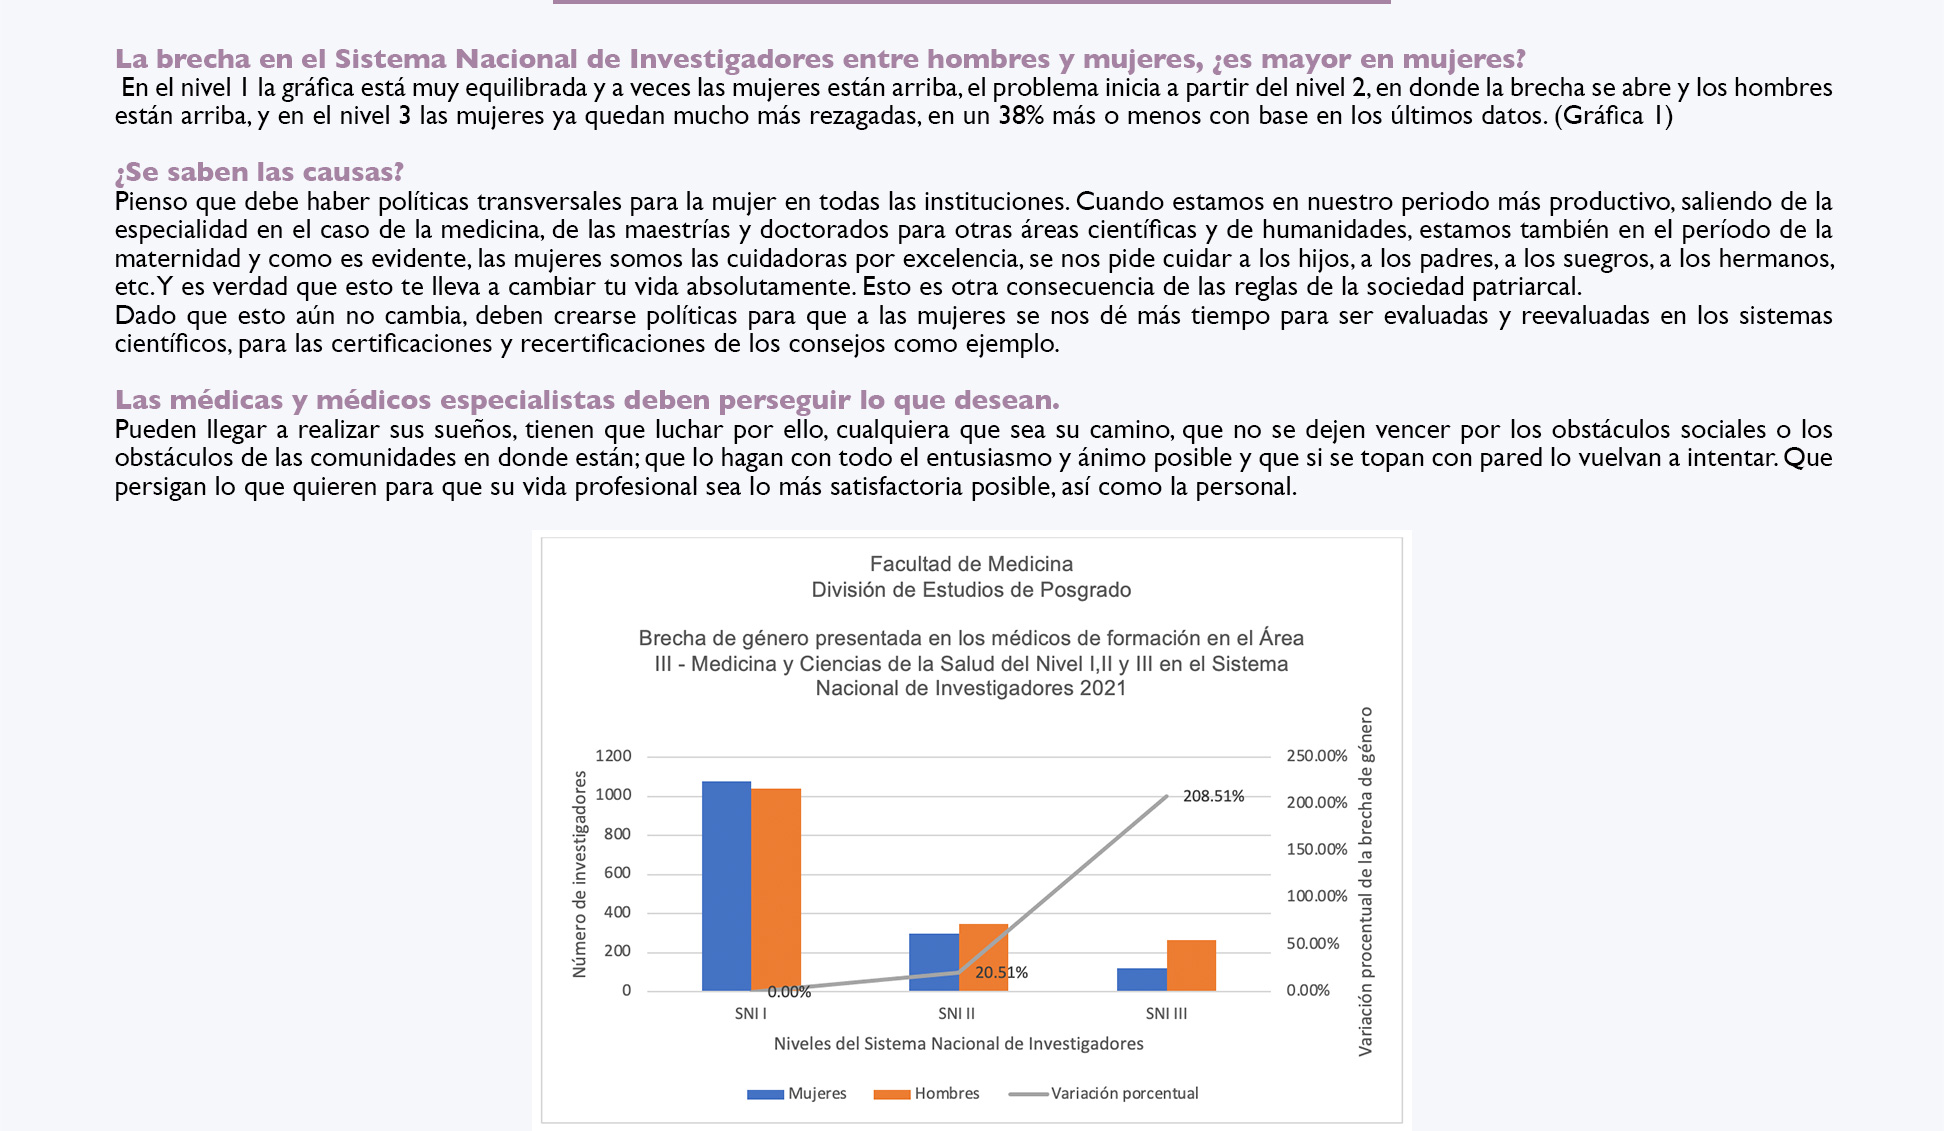 La brecha en el Sistema Nacional de Investigadores entre hombres y mujeres, ¿es mayor en mujeres?
En el nivel 1 la gráfica está muy equilibrada y a veces las mujeres están arriba, el problema inicia a partir del nivel 2, en donde la brecha se abre y los hombres
están arriba, y en el nivel 3 las mujeres ya quedan mucho más rezagadas, en un 38% más o menos con base en los últimos datos. (Gráfica 1)
¿Se saben las causas?
Pienso que debe haber políticas transversales para la mujer en todas las instituciones. Cuando estamos en nuestro periodo más productivo, saliendo de la
especialidad en el caso de la medicina, de las maestrías y doctorados para otras áreas científicas y de humanidades, estamos también en el período de la
maternidad y como es evidente, las mujeres somos las cuidadoras por excelencia, se nos pide cuidar a los hijos, a los padres, a los suegros, a los hermanos,
etc. Y es verdad que esto te lleva a cambiar tu vida absolutamente. Esto es otra consecuencia de las reglas de la sociedad patriarcal.
Dado que esto aún no cambia, deben crearse políticas para que a las mujeres se nos dé más tiempo para ser evaluadas y reevaluadas en los sistemas
científicos, para las certificaciones y recertificaciones de los consejos como ejemplo.
Las médicas y médicos especialistas deben perseguir lo que desean.
Pueden llegar a realizar sus sueños, tienen que luchar por ello, cualquiera que sea su camino, que no se dejen vencer por los obstáculos sociales o los
obstáculos de las comunidades en donde están; que lo hagan con todo el entusiasmo y ánimo posible y que si se topan con pared lo vuelvan a intentar. Que
persigan lo que quieren para que su vida profesional sea lo más satisfactoria posible, así como la personal.
Facultad de Medicina
División de Estudios de Posgrado
Brecha de género presentada en los médicos de formación en el Área
III - Medicina y Ciencias de la Salud del Nivel I,II y III en el Sistema
Nacional de Investigadores 2021
Número de investigadores
1200
1000
800
600
400
200
0
0.00%
20.51%
208.51%
250.00%
200.00%
150.00%
100.00%
50.00%
0.00%
Variación procentual de la brecha de género
SNI I
SNI II
SNI III
Niveles del Sistema Nacional de Investigadores
Mujeres
Hombres
Variación porcentual